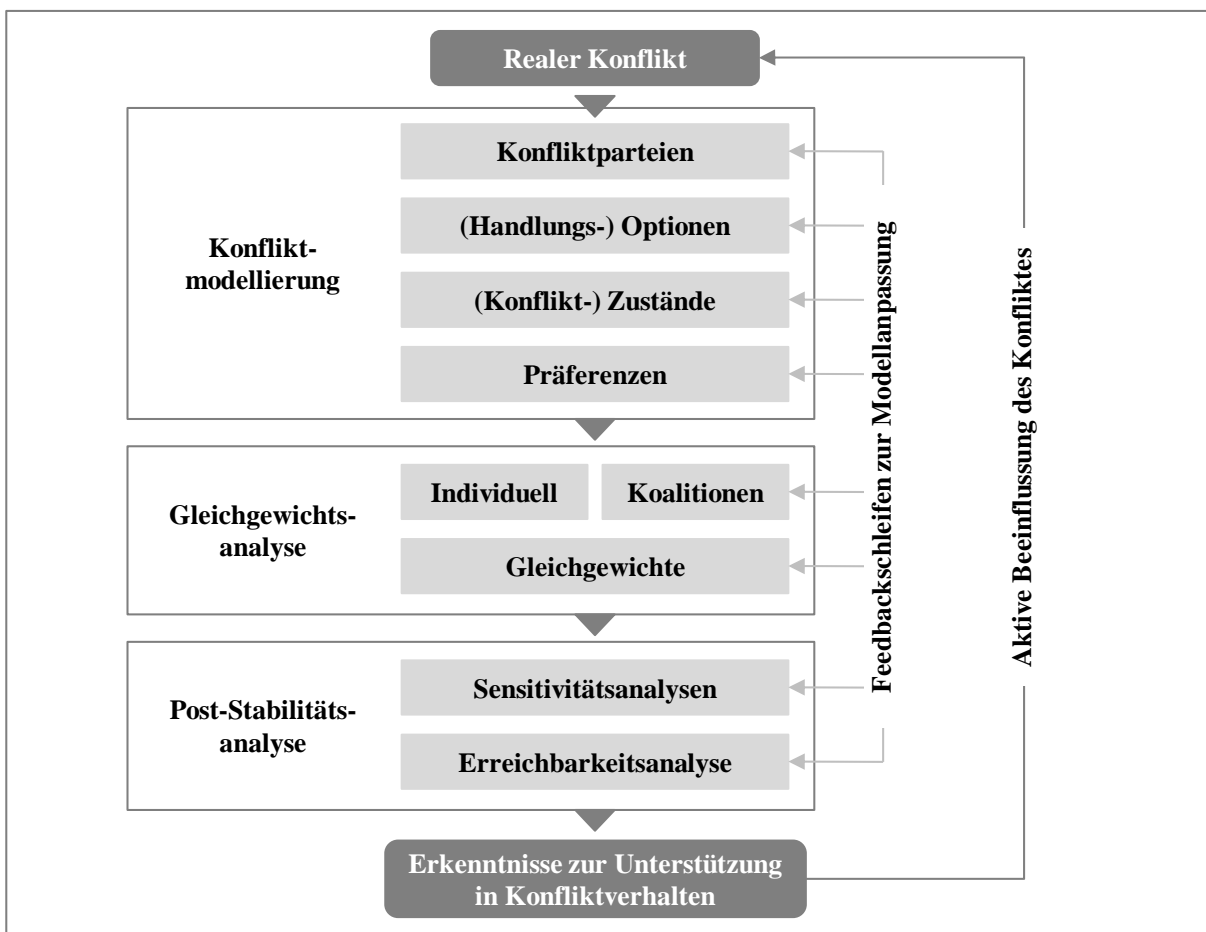 Realer Konflikt
Konflikt-
modellierung
Konfliktparteien
(Handlungs-) Optionen
(Konflikt-) Zustände
Präferenzen
Gleichgewichts-
analyse
Individuell
Koalitionen
Gleichgewichte
Post-Stabilitäts-
analyse
Sensitivitätsanalysen
Erreichbarkeitsanalyse
Erkenntnisse zur Unterstützung
in Konfliktverhalten
Feedbackschleifen zur Modellanpassung
Aktive Beeinflussung des Konfliktes